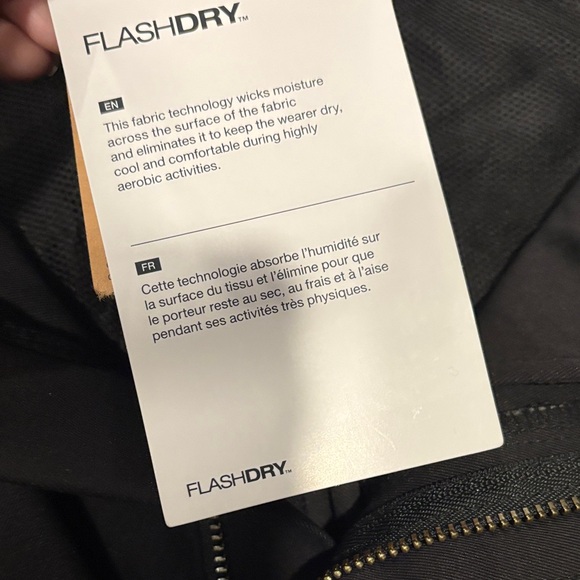 FLASHDRY™
EN
This fabric technology wicks moisture
across the surface of the fabric
and eliminates it to keep the wearer dry,
cool and comfortable during highly
aerobic activities.
FR
Cette technologie absorbe l'humidité sur
la surface du tissu et l'élimine pour que
le porteur reste au sec, au frais et à l'aise
pendant ses activités très physiques.
FLASHDRY™